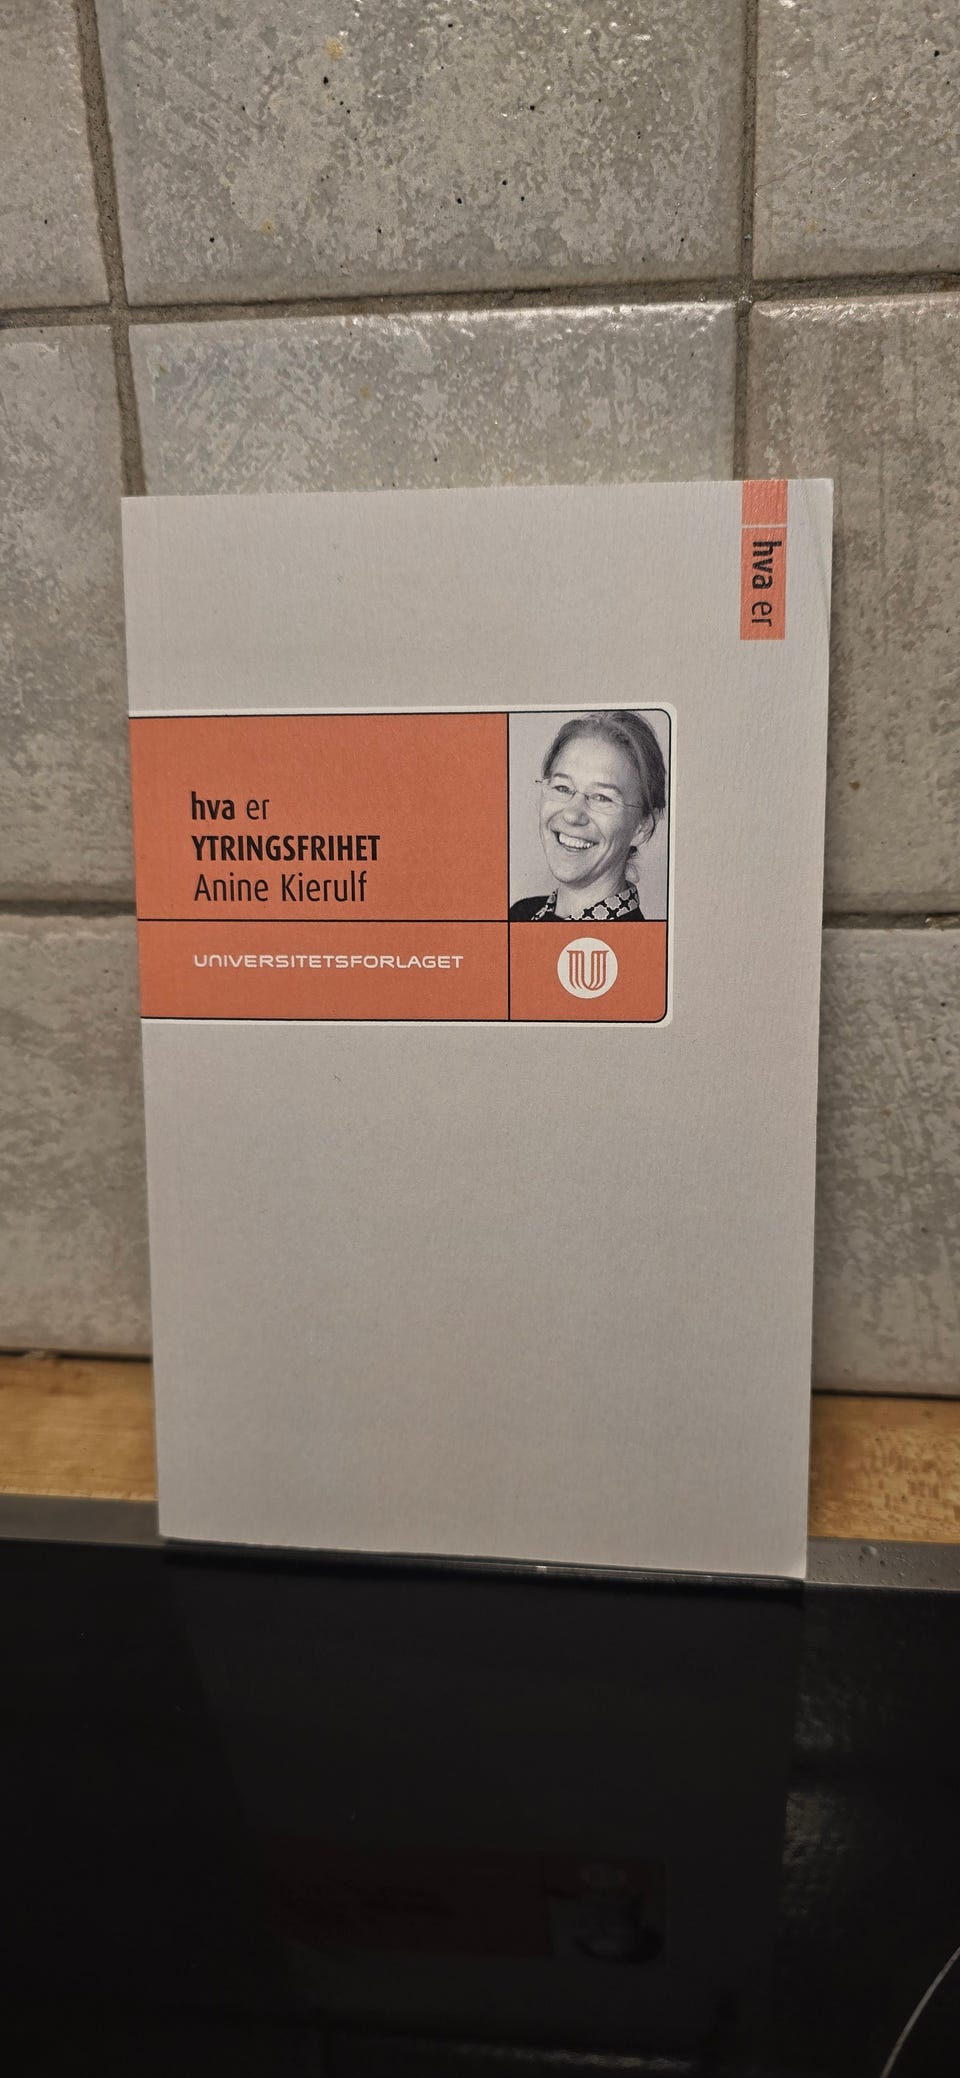 hva er
hva er
YTRINGSFRIHET
Anine Kierulf
UNIVERSITETSFORLAGET